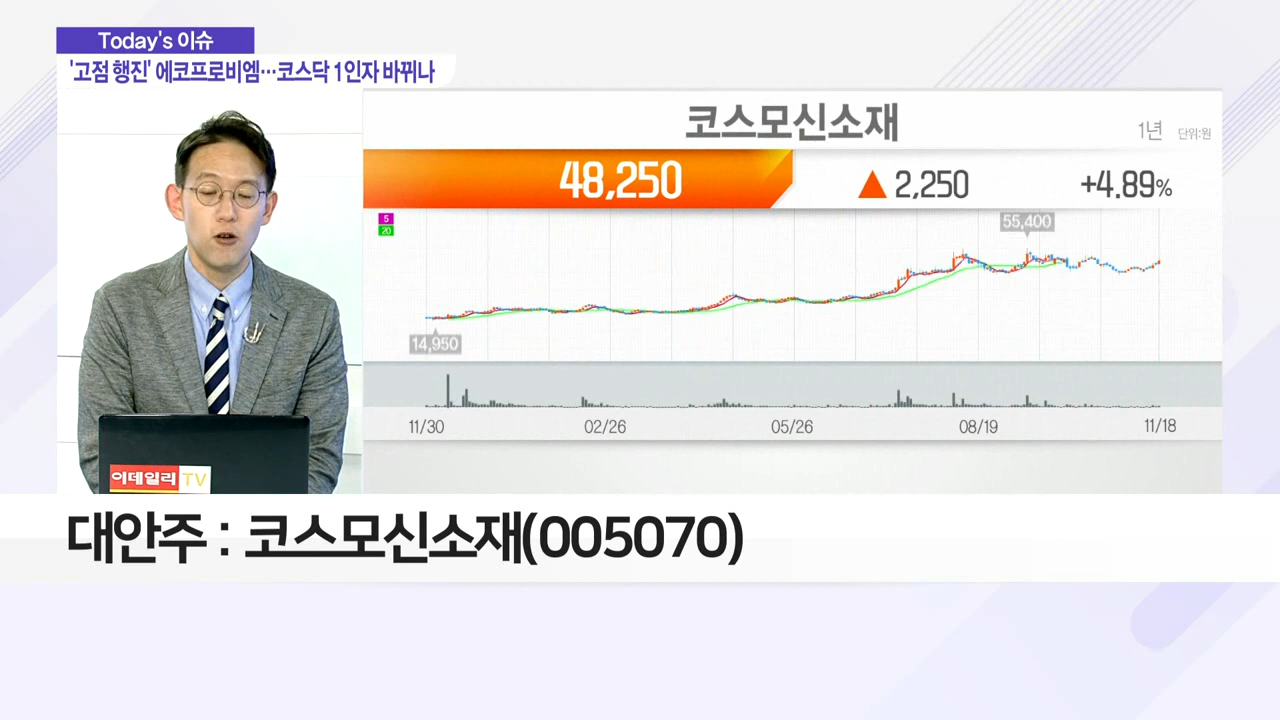 Today's 이슈
'고점 행진' 에코프로비엠…코스닥 1인자 바뀌나
코스모신소재
1년 단위:원
48,250 ▲ 2,250 +4.89%
5
20
55,400
14,950
11/30 02/26 05/26 08/19 11/18
이데일리 TV
대안주 : 코스모신소재(005070)